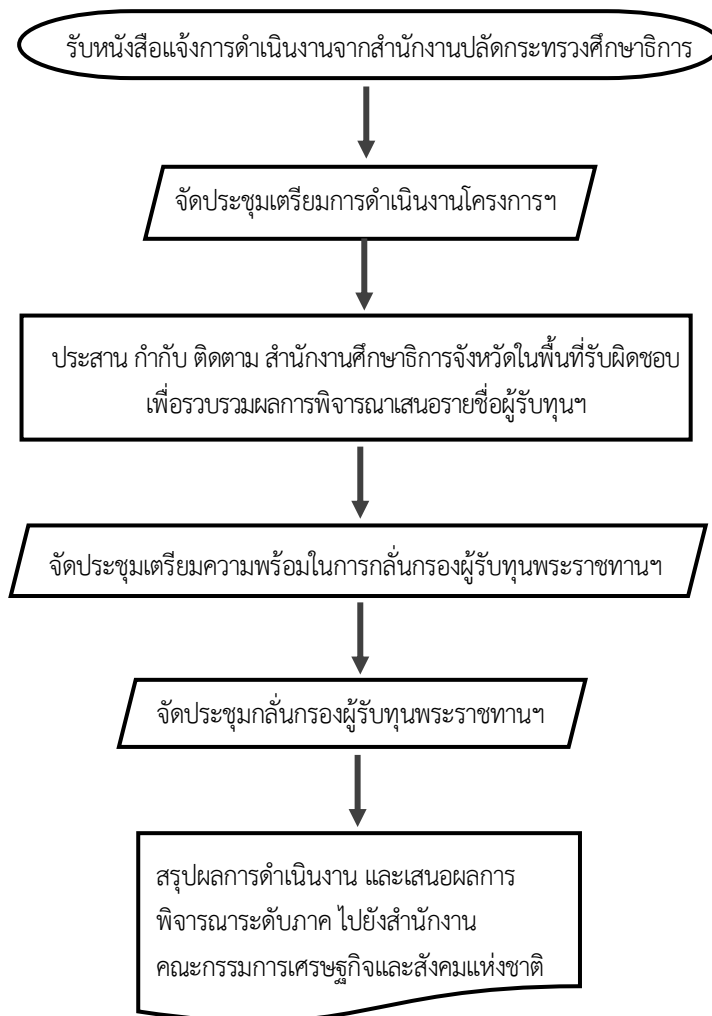 รับหนังสือแจ้งการดำเนินงานจากสำนักงานปลัดกระทรวงศึกษาธิการ
จัดประชุมเตรียมการดำเนินงานโครงการฯ
ประสาน กำกับ ติดตาม สำนักงานศึกษาธิการจังหวัดในพื้นที่รับผิดชอบ
เพื่อรวบรวมผลการพิจารณาเสนอรายชื่อผู้รับทุนฯ
จัดประชุมเตรียมความพร้อมในการกลั่นกรองผู้รับทุนพระราชทานฯ
จัดประชุมกลั่นกรองผู้รับทุนพระราชทานฯ
สรุปผลการดำเนินงาน และเสนอผลการ
พิจารณาระดับภาค ไปยังสำนักงาน
คณะกรรมการเศรษฐกิจและสังคมแห่งชาติ